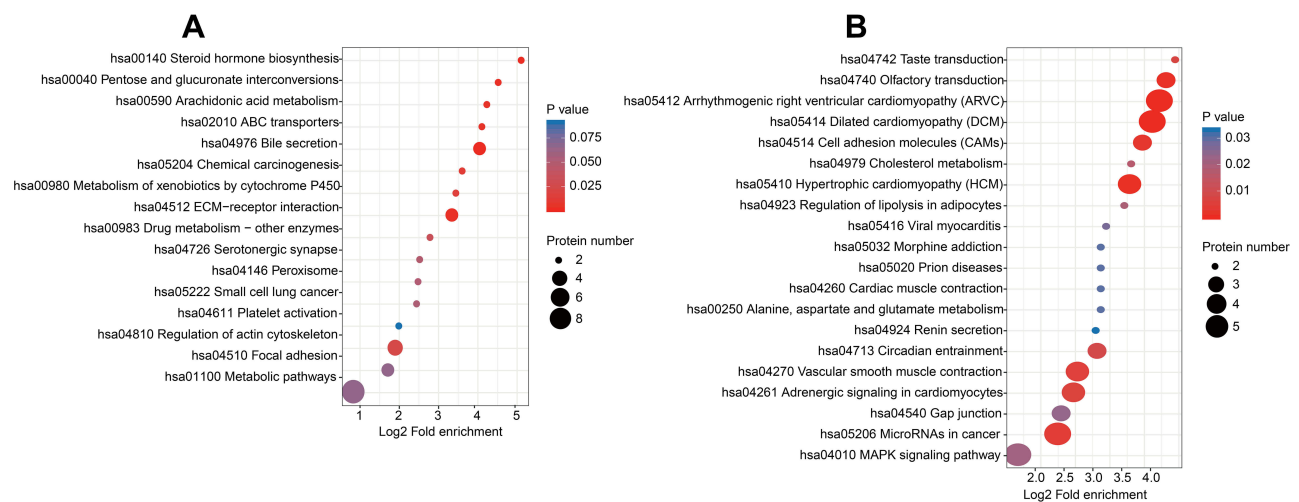 A
hsa00140 Steroid hormone biosynthesis
hsa00040 Pentose and glucuronate interconversions
hsa00590 Arachidonic acid metabolism
hsa02010 ABC transporters
hsa04976 Bile secretion
hsa05204 Chemical carcinogenesis
hsa00980 Metabolism of xenobiotics by cytochrome P450
hsa04512 ECM−receptor interaction
hsa00983 Drug metabolism − other enzymes
hsa04726 Serotonergic synapse
hsa04146 Peroxisome
hsa05222 Small cell lung cancer
hsa04611 Platelet activation
hsa04810 Regulation of actin cytoskeleton
hsa04510 Focal adhesion
hsa01100 Metabolic pathways
1 2 3 4 5
Log2 Fold enrichment
P value
0.075
0.050
0.025
Protein number
2
4
6
8
B
hsa04742 Taste transduction
hsa04740 Olfactory transduction
hsa05412 Arrhythmogenic right ventricular cardiomyopathy (ARVC)
hsa05414 Dilated cardiomyopathy (DCM)
hsa04514 Cell adhesion molecules (CAMs)
hsa04979 Cholesterol metabolism
hsa05410 Hypertrophic cardiomyopathy (HCM)
hsa04923 Regulation of lipolysis in adipocytes
hsa05416 Viral myocarditis
hsa05032 Morphine addiction
hsa05020 Prion diseases
hsa04260 Cardiac muscle contraction
hsa00250 Alanine, aspartate and glutamate metabolism
hsa04924 Renin secretion
hsa04713 Circadian entrainment
hsa04270 Vascular smooth muscle contraction
hsa04261 Adrenergic signaling in cardiomyocytes
hsa04540 Gap junction
hsa05206 MicroRNAs in cancer
hsa04010 MAPK signaling pathway
2.0 2.5 3.0 3.5 4.0
Log2 Fold enrichment
P value
0.03
0.02
0.01
Protein number
2
3
4
5